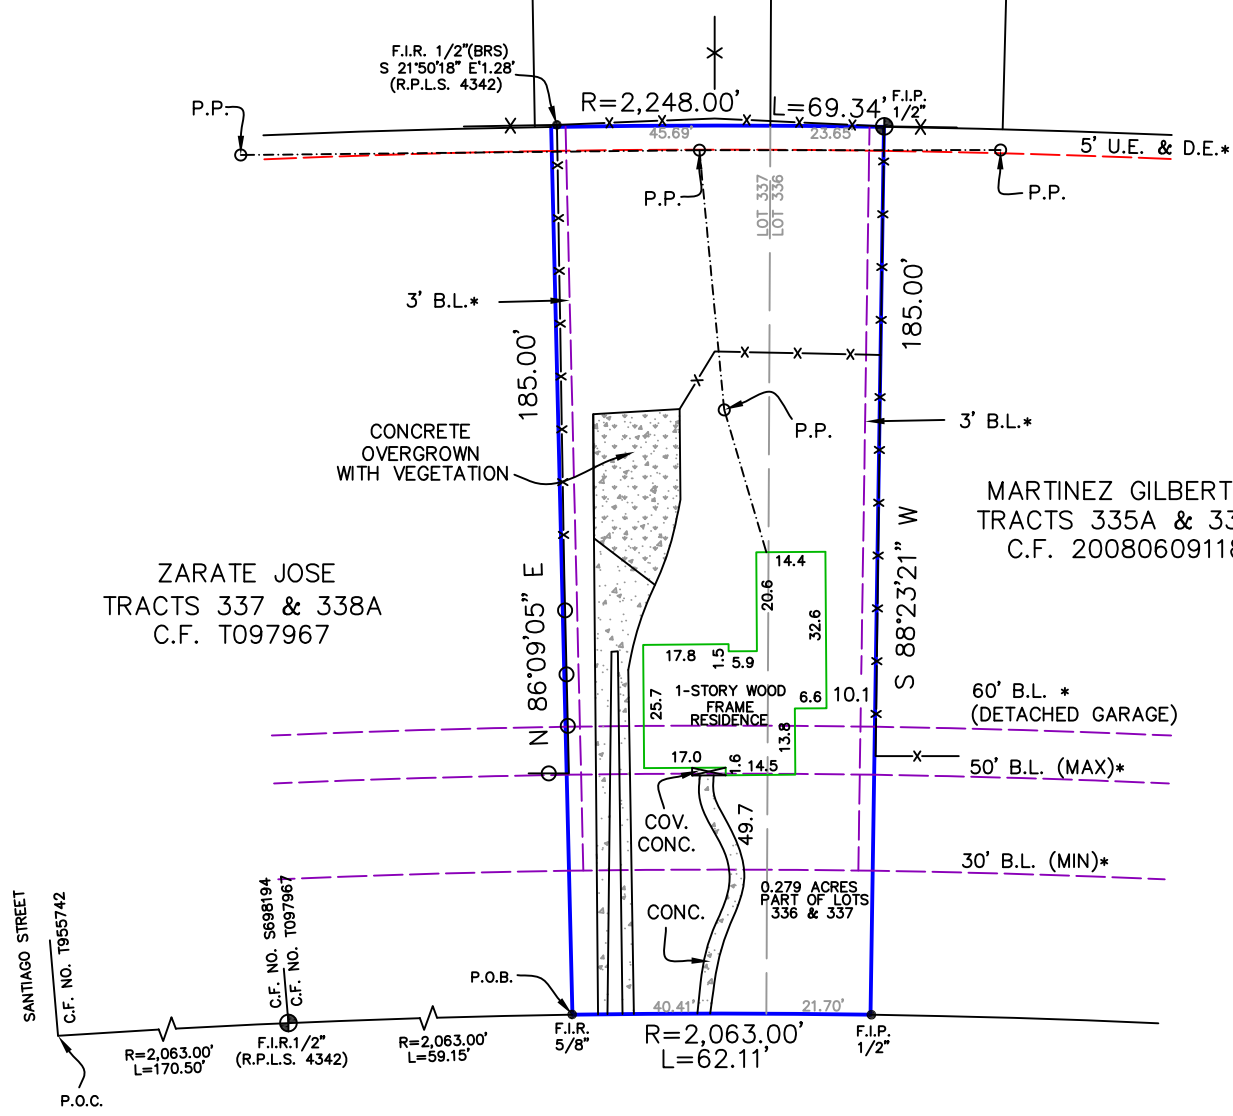 F.I.R. 1/2"(BRS)
S 21°50'18" E'1.28'
(R.P.L.S. 4342)
P.P.
R=2,248.00'
L=69.34'
F.I.P.
1/2"
45.69'
23.65'
5' U.E. & D.E.*
P.P.
P.P.
LOT 337
LOT 336
3' B.L.*
185.00'
185.00'
CONCRETE
OVERGROWN
WITH VEGETATION
P.P.
3' B.L.*
MARTINEZ GILBERT
TRACTS 335A & 33
C.F. 20080609118
ZARATE JOSE
TRACTS 337 & 338A
C.F. T097967
N 86°09'05" E
S 88°23'21" W
14.4
20.6
32.6
17.8
1.5
5.9
25.7
1-STORY WOOD
FRAME
RESIDENCE
6.6
10.1
13.8
17.0
1.6
14.5
60' B.L. *
(DETACHED GARAGE)
50' B.L. (MAX)*
COV.
CONC.
49.7
30' B.L. (MIN)*
0.279 ACRES
PART OF LOTS
336 & 337
CONC.
SANTIAGO STREET
C.F. NO. T955742
C.F. NO. S698194
C.F. NO. T097967
P.O.B.
40.41'
21.70'
R=2,063.00'
L=170.50'
F.I.R.1/2"
(R.P.L.S. 4342)
R=2,063.00'
L=59.15'
F.I.R.
5/8"
R=2,063.00'
L=62.11'
F.I.P.
1/2"
P.O.C.